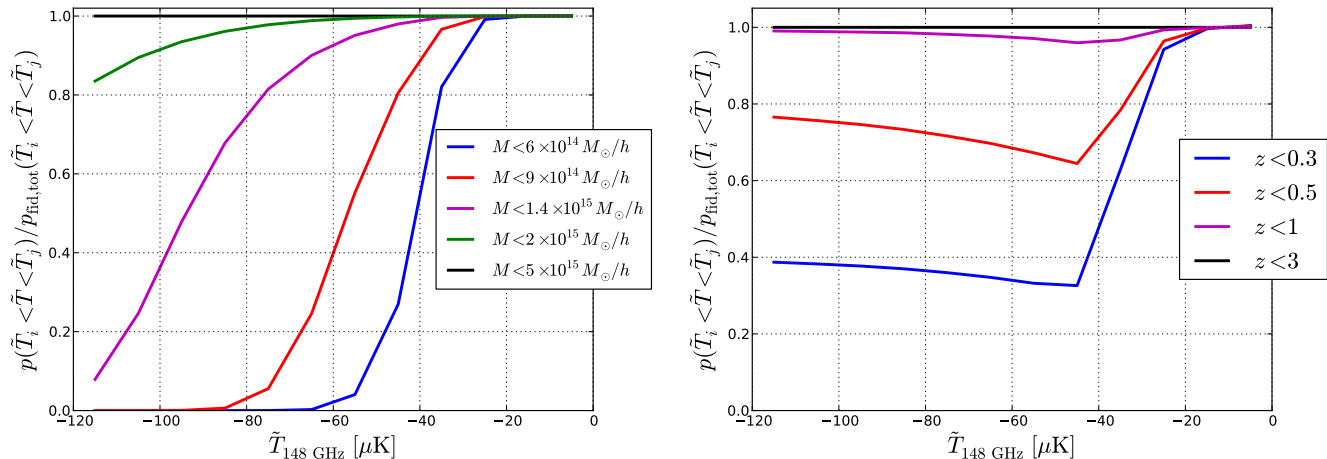 p(T̃_i < T̃ < T̃_j)/p_fid,tot(T̃_i < T̃ < T̃_j)
1.0
0.8
0.6
0.4
0.2
0.0
−120
−100
−80
−60
−40
−20
0
T̃_148 GHz [μK]
M<6×10^14 M_⊙/h
M<9×10^14 M_⊙/h
M<1.4×10^15 M_⊙/h
M<2×10^15 M_⊙/h
M<5×10^15 M_⊙/h
p(T̃_i < T̃ < T̃_j)/p_fid,tot(T̃_i < T̃ < T̃_j)
1.0
0.8
0.6
0.4
0.2
0.0
−120
−100
−80
−60
−40
−20
0
T̃_148 GHz [μK]
z<0.3
z<0.5
z<1
z<3